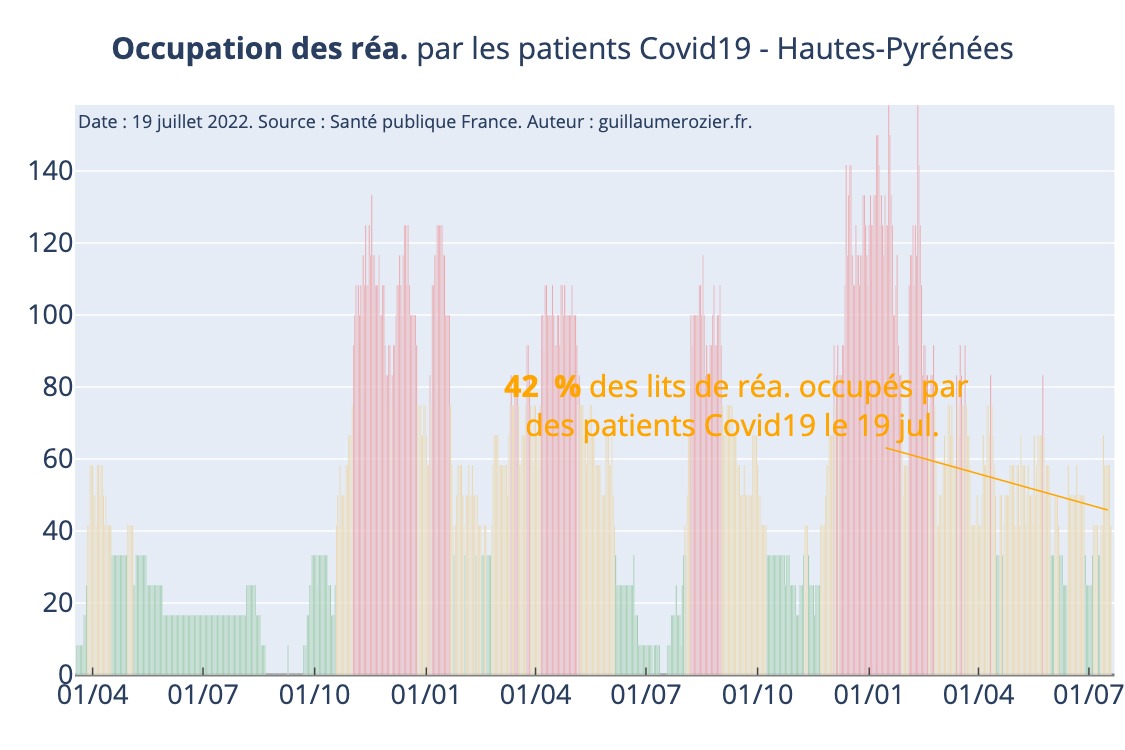 Occupation des réa. par les patients Covid19 - Hautes-Pyrénées
Date : 19 juillet 2022. Source : Santé publique France. Auteur : guillaumerozier.fr.
140
120
100
80
60
40
20
0
42 % des lits de réa. occupés par
des patients Covid19 le 19 jul.
01/04 01/07 01/10 01/01 01/04 01/07 01/10 01/01 01/04 01/07